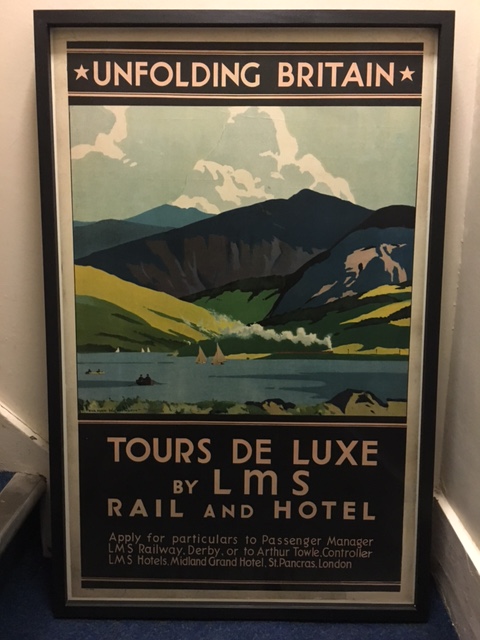 ★UNFOLDING BRITAIN★
TOURS DE LUXE
BY LMS
RAIL AND HOTEL
Apply for particulars to Passenger Manager
LMS Railway, Derby, or to Arthur Towle, Controller
LMS Hotels, Midland Grand Hotel, St. Pancras, London